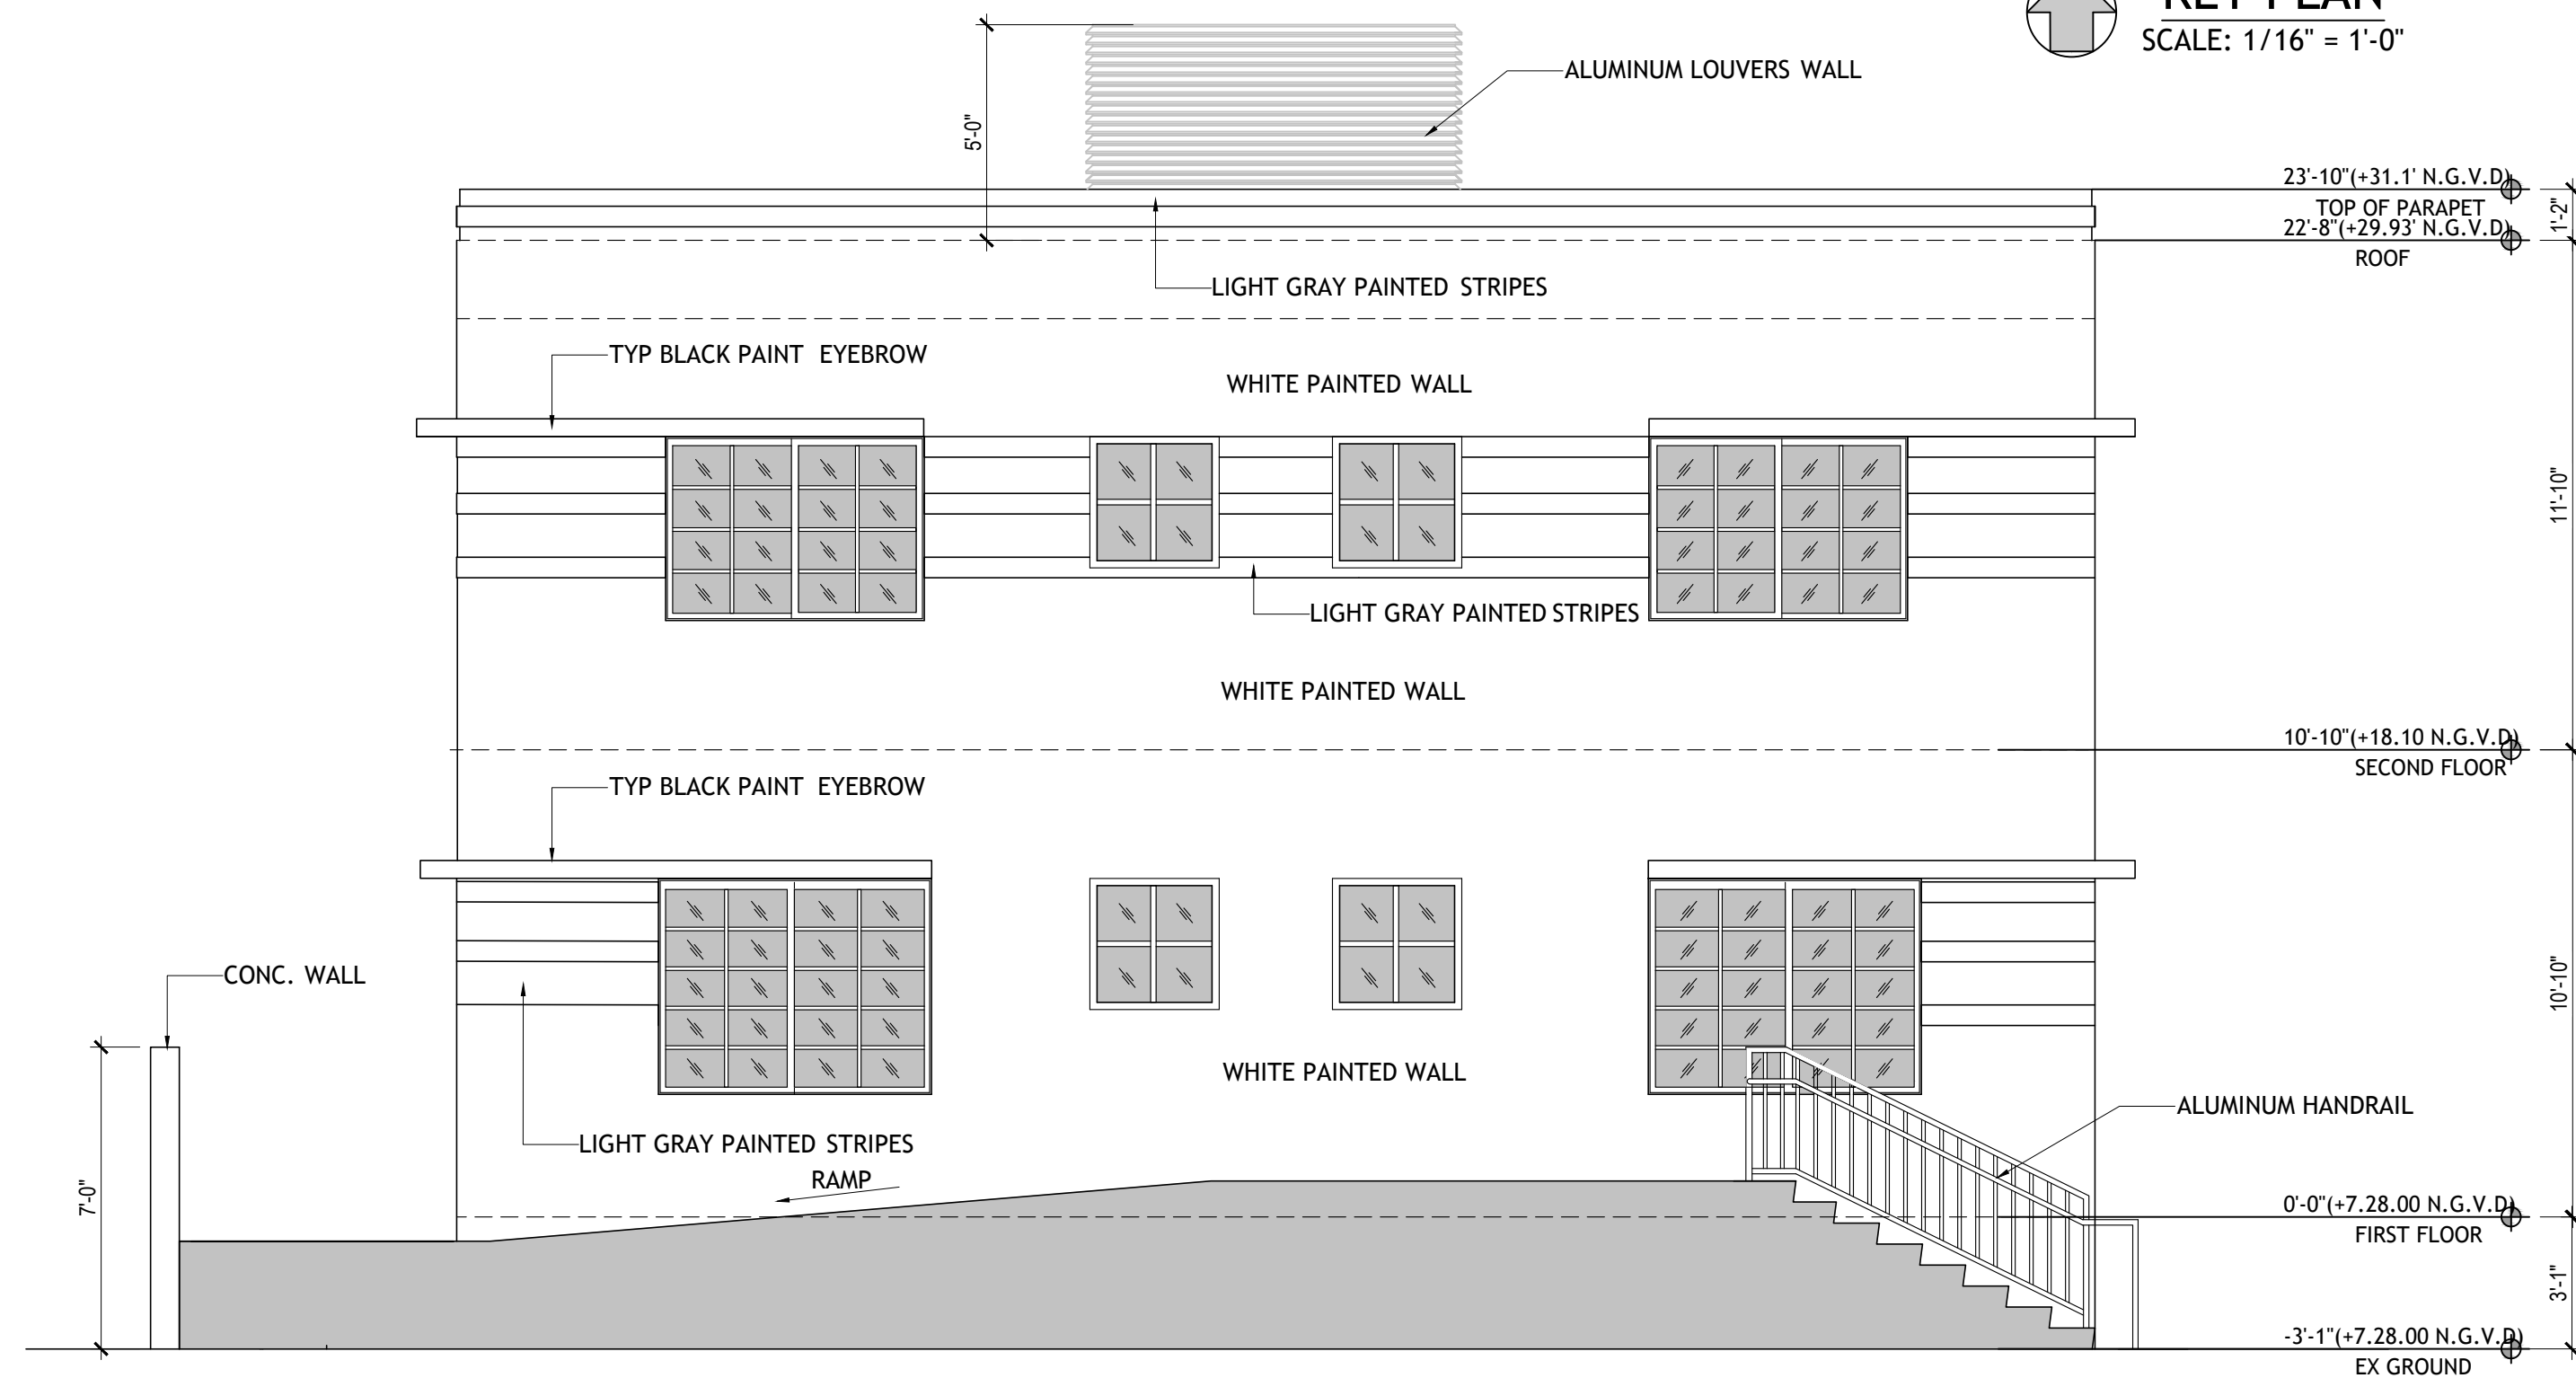 SCALE: 1/16" = 1'-0"
ALUMINUM LOUVERS WALL
5'-0"
23'-10"(+31.1' N.G.V.D)
TOP OF PARAPET
1'-2"
22'-8"(+29.93' N.G.V.D)
ROOF
LIGHT GRAY PAINTED STRIPES
TYP BLACK PAINT EYEBROW
WHITE PAINTED WALL
11'-10"
LIGHT GRAY PAINTED STRIPES
WHITE PAINTED WALL
10'-10"(+18.10 N.G.V.D)
SECOND FLOOR
TYP BLACK PAINT EYEBROW
CONC. WALL
10'-10"
WHITE PAINTED WALL
ALUMINUM HANDRAIL
LIGHT GRAY PAINTED STRIPES
RAMP
7'-0"
0'-0"(+7.28.00 N.G.V.D)
FIRST FLOOR
3'-1"
-3'-1"(+7.28.00 N.G.V.D)
EX GROUND